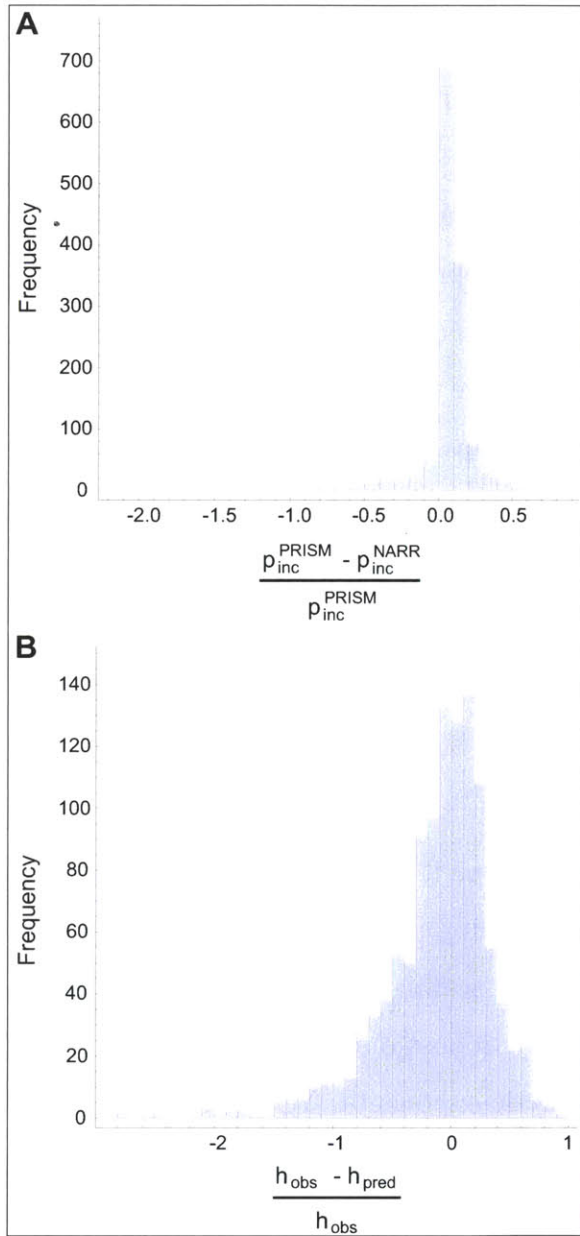 A
700
600
500
400
300
200
100
0
Frequency
-2.0 -1.5 -1.0 -0.5 0.0 0.5
p_inc^PRISM - p_inc^NARR
p_inc^PRISM
B
140
120
100
80
60
40
20
0
Frequency
-2 -1 0 1
h_obs - h_pred
h_obs